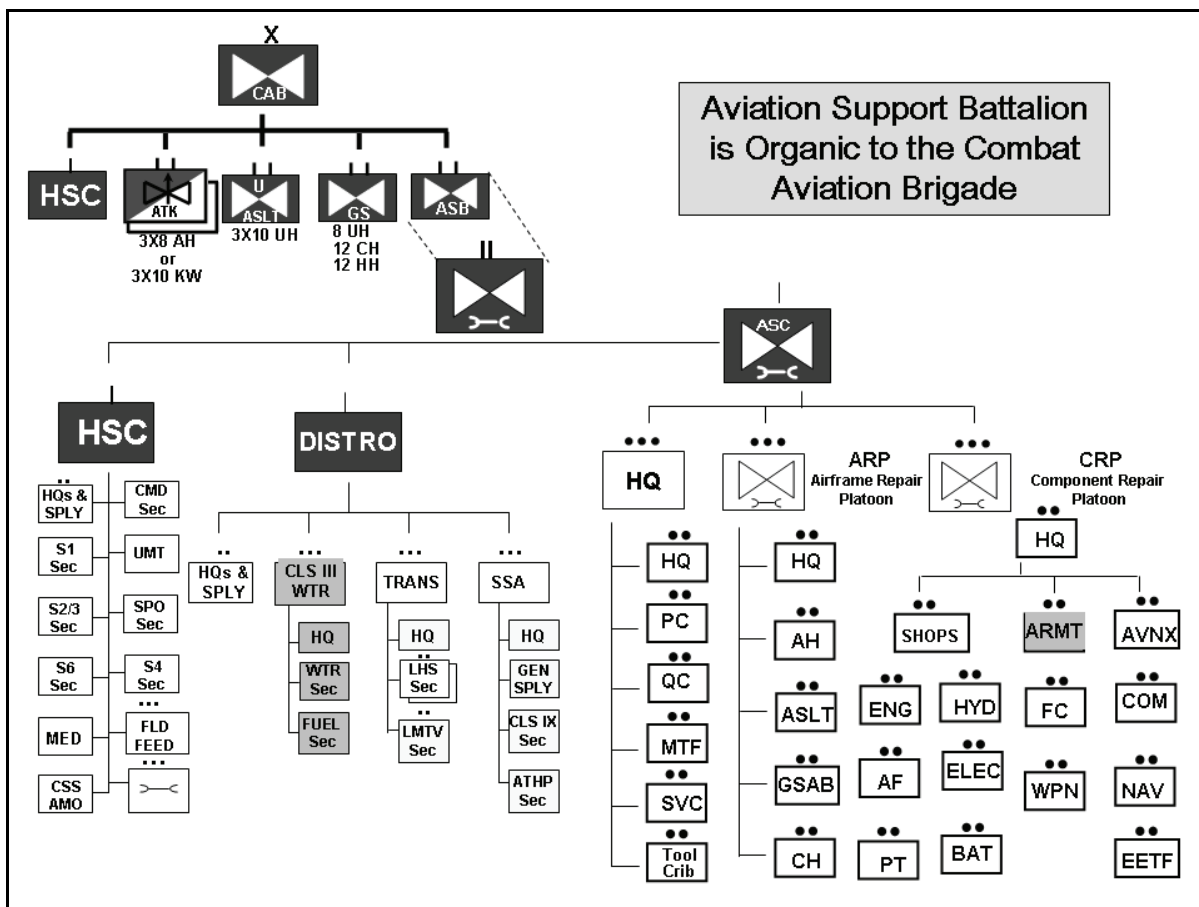 X
CAB
Aviation Support Battalion
is Organic to the Combat
Aviation Brigade
HSC
ATK
3X8 AH
or
3X10 KW
U
ASLT
3X10 UH
GS
8 UH
12 CH
12 HH
ASB
ASC
HSC
HQs &
SPLY
CMD
Sec
S1
Sec
UMT
S2/3
Sec
SPO
Sec
S6
Sec
S4
Sec
MED
FLD
FEED
CSS
AMO
DISTRO
HQs &
SPLY
CLS III
WTR
HQ
WTR
Sec
FUEL
Sec
TRANS
HQ
LHS
Sec
LMTV
Sec
SSA
HQ
GEN
SPLY
CLS IX
Sec
ATHP
Sec
HQ
HQ
PC
QC
MTF
SVC
Tool
Crib
ARP
Airframe Repair
Platoon
HQ
AH
ASLT
GSAB
CH
CRP
Component Repair
Platoon
HQ
SHOPS
ENG
HYD
AF
ELEC
PT
BAT
ARMT
FC
WPN
AVNX
COM
NAV
EETF